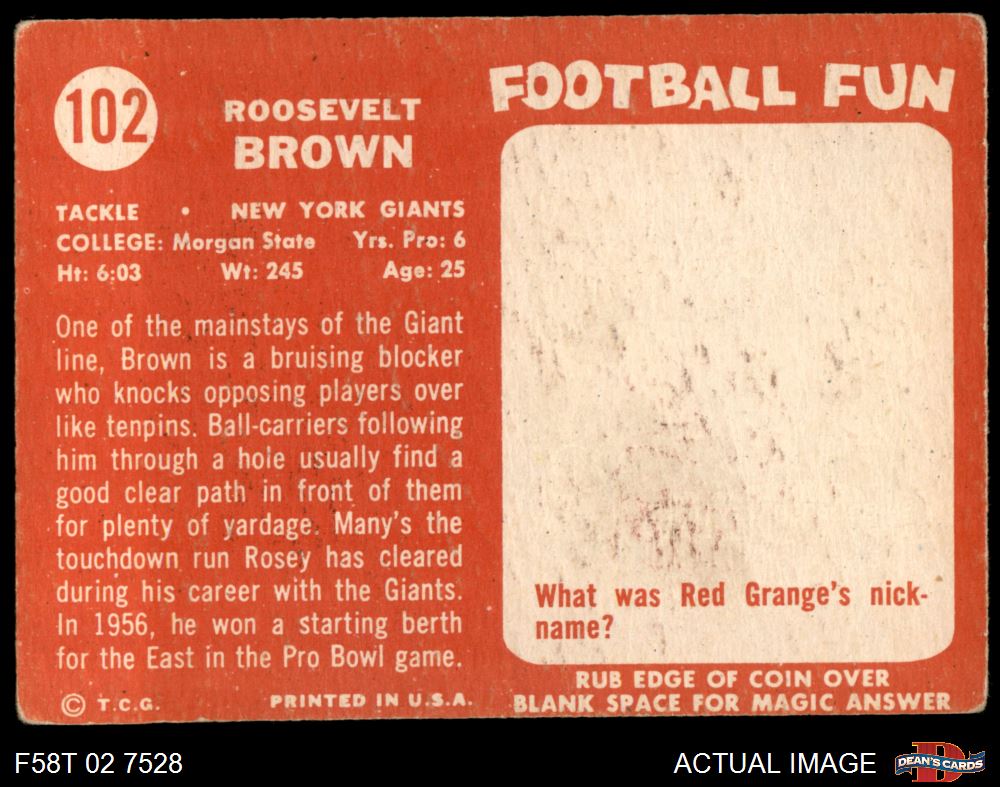 102
ROOSEVELT
BROWN
TACKLE • NEW YORK GIANTS
COLLEGE: Morgan State Yrs. Pro: 6
Ht: 6:03 Wt: 245 Age: 25
One of the mainstays of the Giant
line, Brown is a bruising blocker
who knocks opposing players over
like tenpins. Ball-carriers following
him through a hole usually find a
good clear path in front of them
for plenty of yardage. Many's the
touchdown run Rosey has cleared
during his career with the Giants.
In 1956, he won a starting berth
for the East in the Pro Bowl game.
© T.C.G. PRINTED IN U.S.A.
FOOTBALL FUN
What was Red Grange's nick-
name?
RUB EDGE OF COIN OVER
BLANK SPACE FOR MAGIC ANSWER
F58T 02 7528
ACTUAL IMAGE
D
DEAN'S CARDS